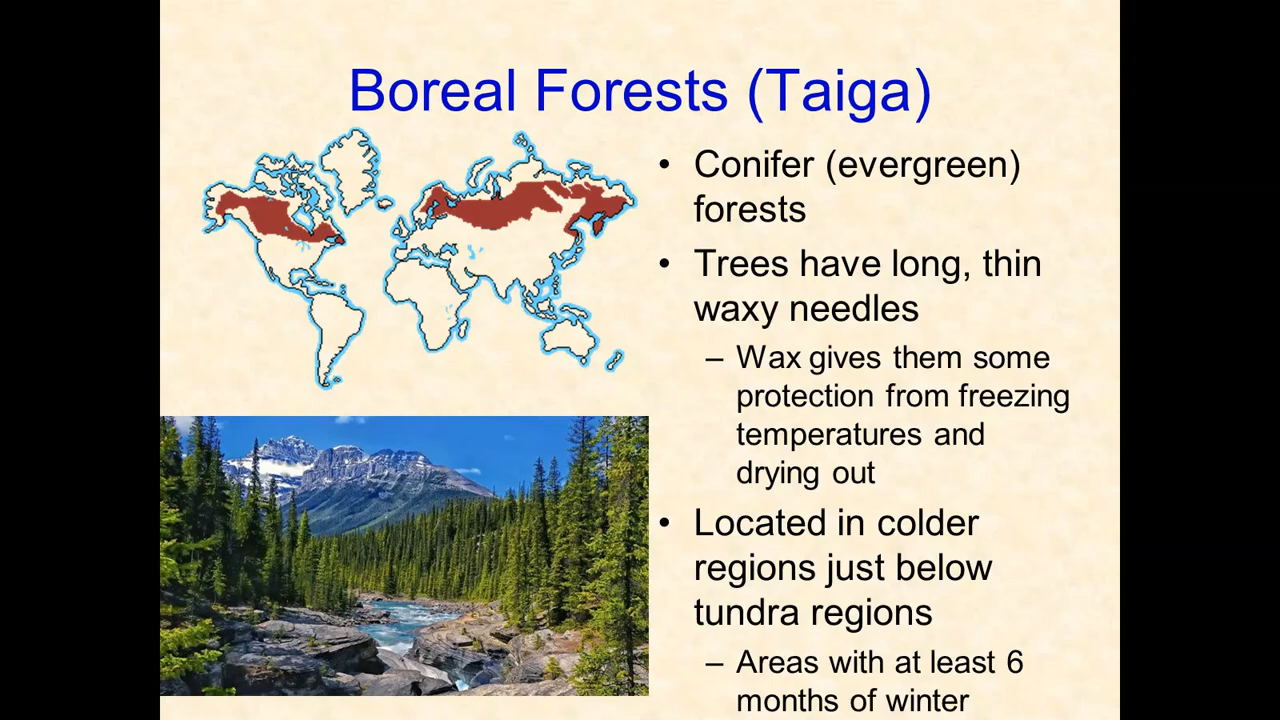 Boreal Forests (Taiga)
• Conifer (evergreen)
forests
• Trees have long, thin
waxy needles
– Wax gives them some
protection from freezing
temperatures and
drying out
• Located in colder
regions just below
tundra regions
– Areas with at least 6
months of winter